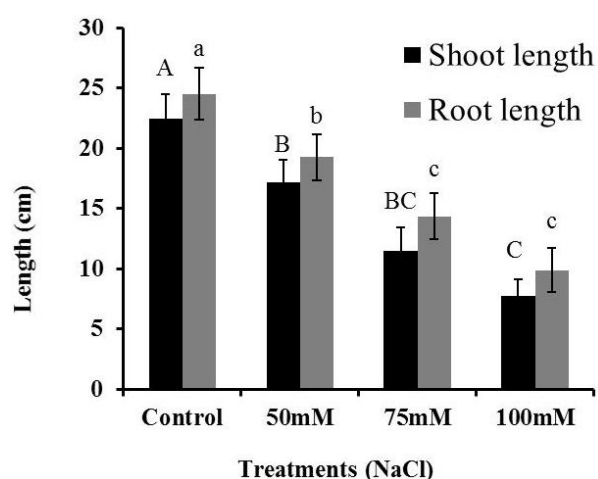 30
25
20
15
10
5
0
Length (cm)
Shoot length
Root length
A a
B b
BC c
C c
Control 50mM 75mM 100mM
Treatments (NaCl)